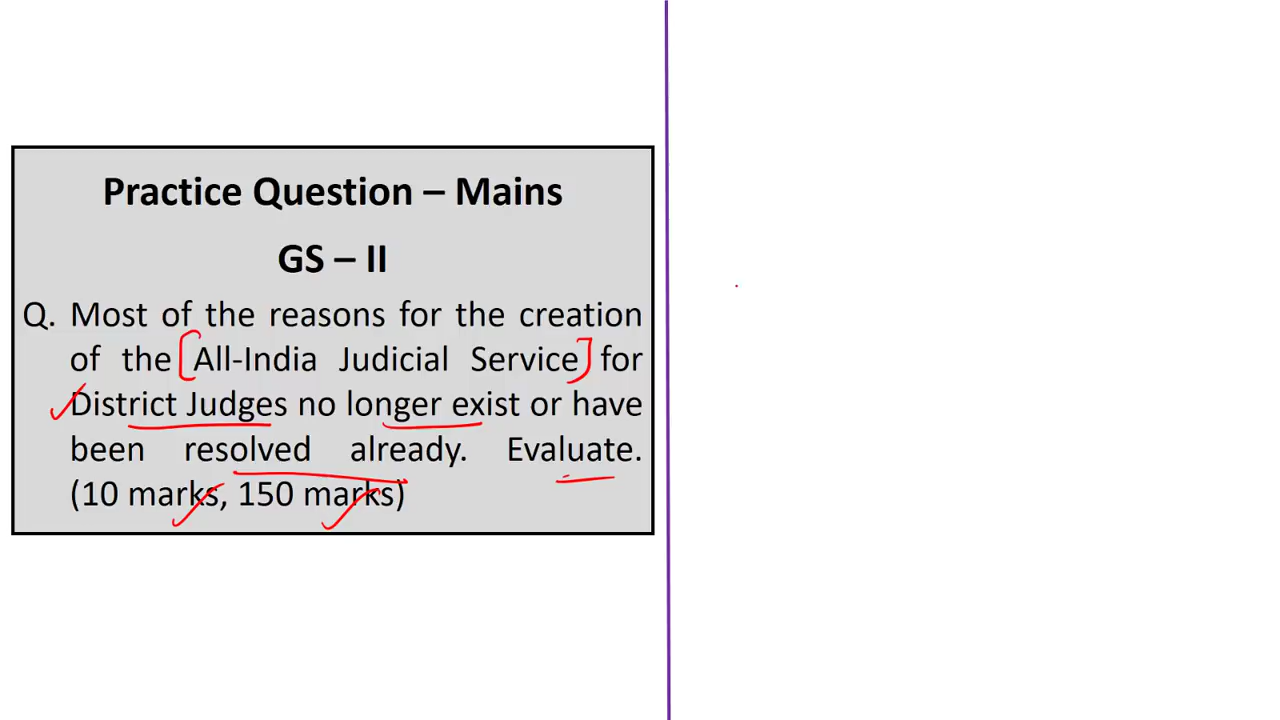 Practice Question – Mains
GS – II
Q. Most of the reasons for the creation
of the [All-India Judicial Service] for
District Judges no longer exist or have
been resolved already. Evaluate.
(10 marks, 150 marks)